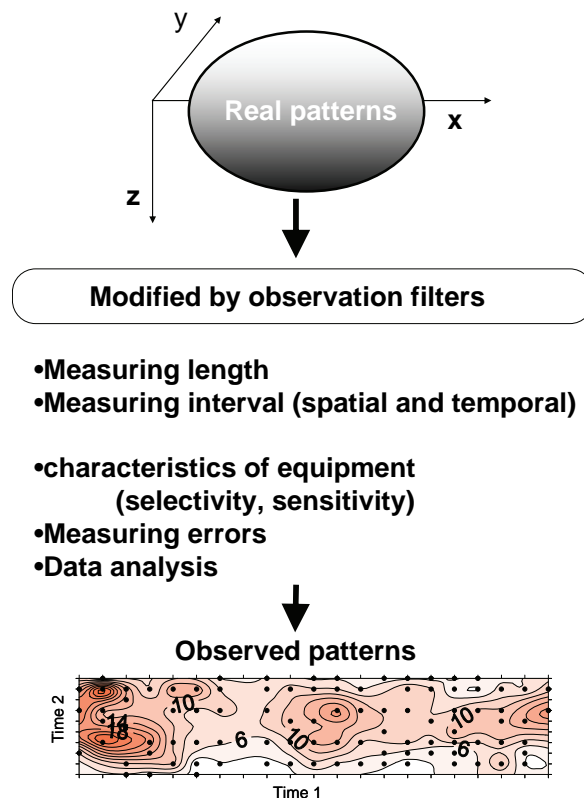 y
Real patterns
x
z
Modified by observation filters
•Measuring length
•Measuring interval (spatial and temporal)
•characteristics of equipment
(selectivity, sensitivity)
•Measuring errors
•Data analysis
Observed patterns
Time 2
10
14
10
6
10
6
Time 1